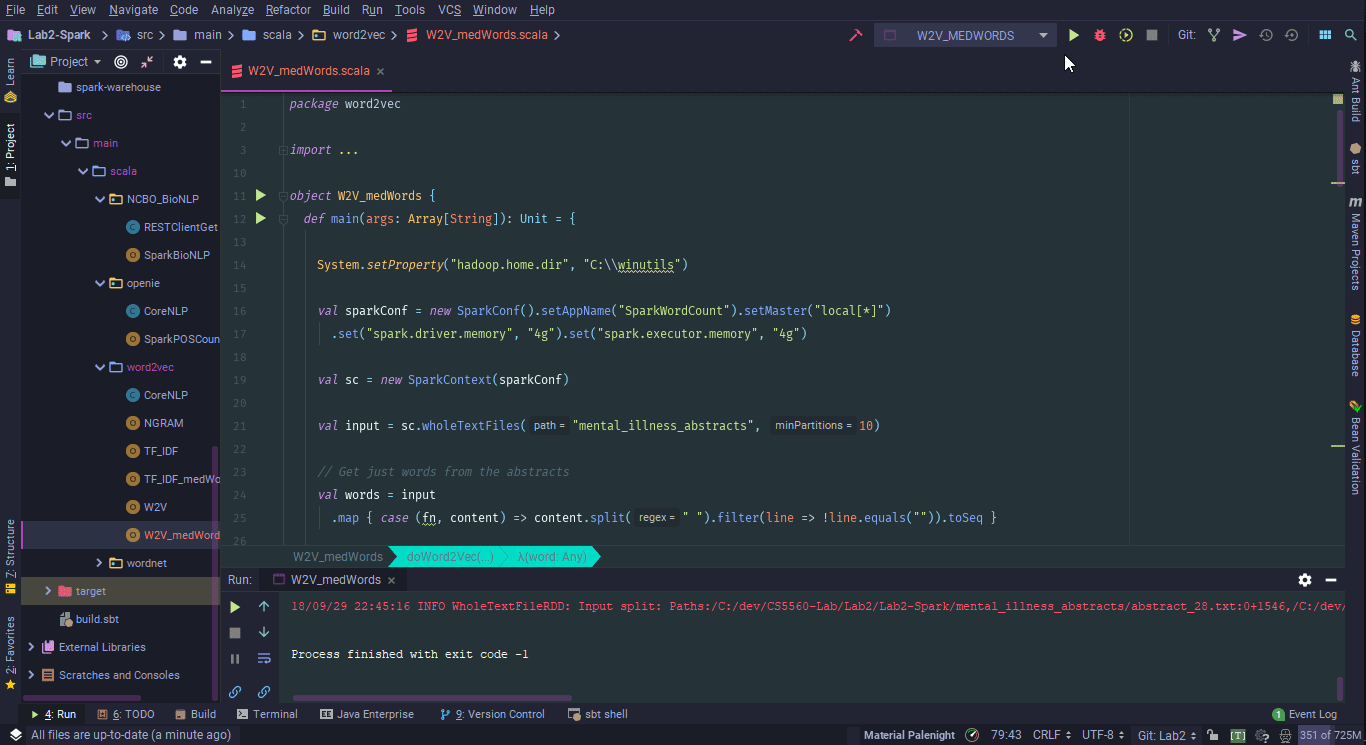 File Edit View Navigate Code Analyze Refactor Build Run Tools VCS Window Help
Lab2-Spark src main scala word2vec W2V_medWords.scala
W2V_MEDWORDS
Git:
Learn
1: Project
7: Structure
2: Favorites
Project
spark-warehouse
src
main
scala
NCBO_BioNLP
RESTClientGet
SparkBioNLP
openie
CoreNLP
SparkPOSCoun
word2vec
CoreNLP
NGRAM
TF_IDF
TF_IDF_medWo
W2V
W2V_medWord
wordnet
target
build.sbt
External Libraries
Scratches and Consoles
W2V_medWords.scala
1 package word2vec
2
3 import ...
10
11 object W2V_medWords {
12 def main(args: Array[String]): Unit = {
13
14 System.setProperty("hadoop.home.dir", "C:\\winutils")
15
16 val sparkConf = new SparkConf().setAppName("SparkWordCount").setMaster("local[*]")
17 .set("spark.driver.memory", "4g").set("spark.executor.memory", "4g")
18
19 val sc = new SparkContext(sparkConf)
20
21 val input = sc.wholeTextFiles( path = "mental_illness_abstracts", minPartitions = 10)
22
23 // Get just words from the abstracts
24 val words = input
25 .map { case (fn, content) => content.split( regex = " ").filter(line => !line.equals("")).toSeq }
26
W2V_medWords doWord2Vec(...) λ(word: Any)
Ant Build
sbt
Maven Projects
Database
Bean Validation
Run: W2V_medWords
18/09/29 22:45:16 INFO WholeTextFileRDD: Input split: Paths:/C:/dev/CS5560-Lab/Lab2/Lab2-Spark/mental_illness_abstracts/abstract_28.txt:0+1546,/C:/dev/
Process finished with exit code -1
4: Run 6: TODO Build Terminal Java Enterprise 9: Version Control sbt shell 1 Event Log
All files are up-to-date (a minute ago) Material Palenight 79:43 CRLF UTF-8 Git: Lab2 [T] 351 of 725M